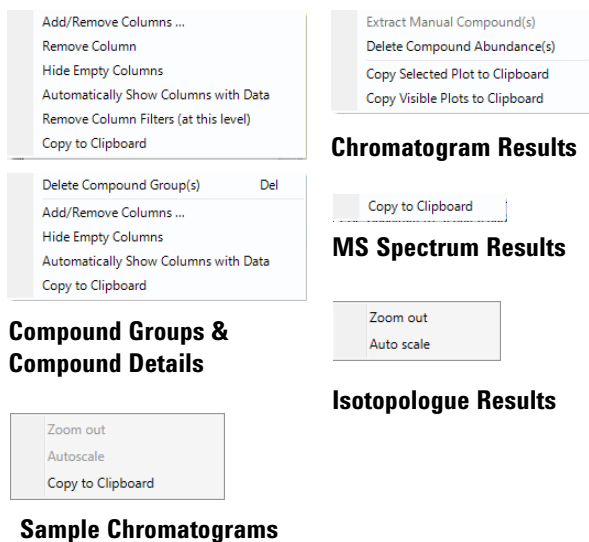 Add/Remove Columns ...
Remove Column
Hide Empty Columns
Automatically Show Columns with Data
Remove Column Filters (at this level)
Copy to Clipboard
Delete Compound Group(s) Del
Add/Remove Columns ...
Hide Empty Columns
Automatically Show Columns with Data
Copy to Clipboard
Compound Groups &
Compound Details
Zoom out
Autoscale
Copy to Clipboard
Sample Chromatograms
Extract Manual Compound(s)
Delete Compound Abundance(s)
Copy Selected Plot to Clipboard
Copy Visible Plots to Clipboard
Chromatogram Results
Copy to Clipboard
MS Spectrum Results
Zoom out
Auto scale
Isotopologue Results